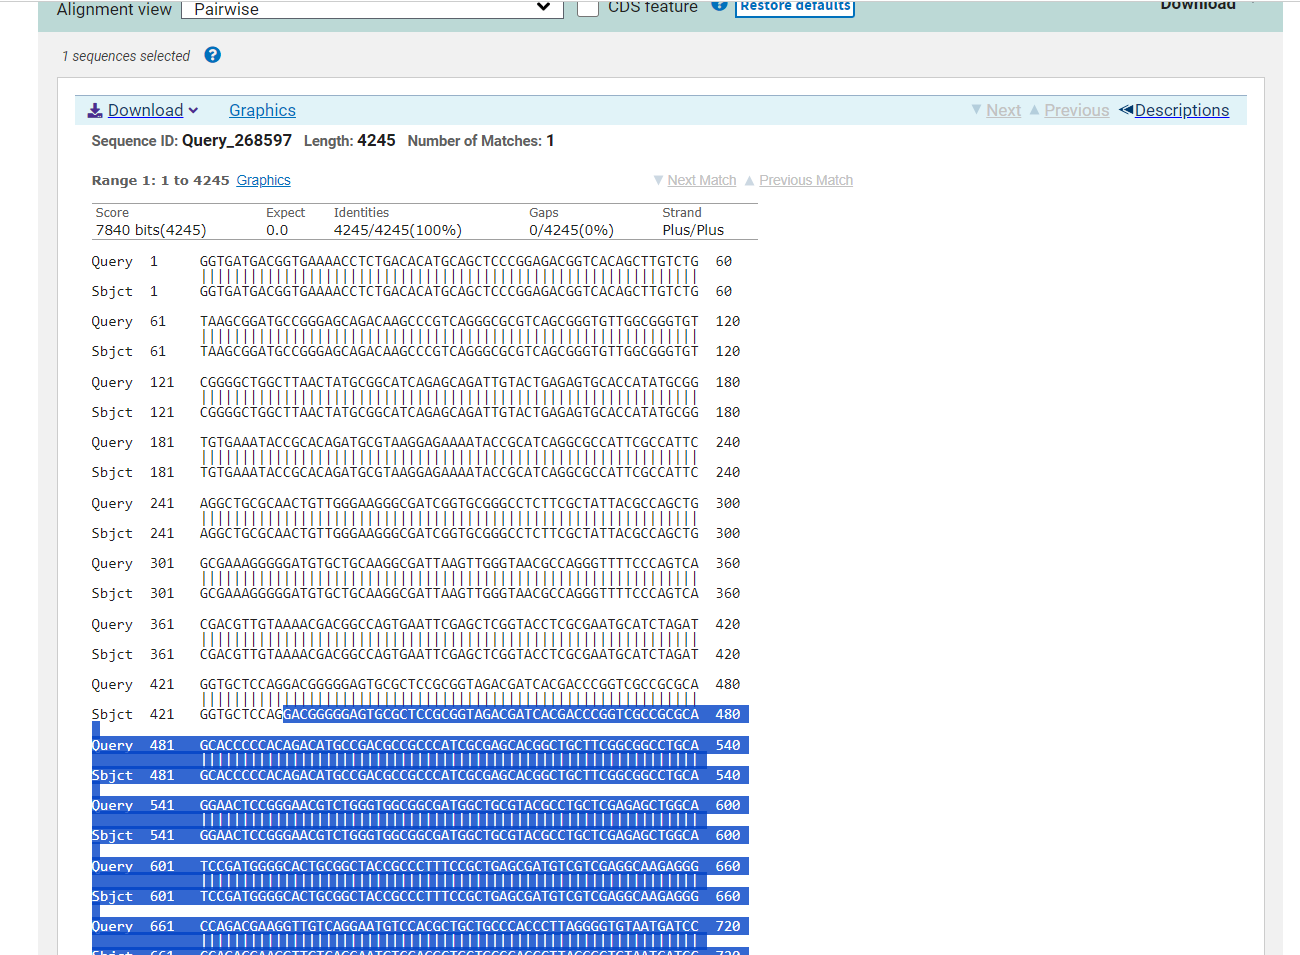 Alignment view Pairwise CDS feature ? Restore defaults Download
1 sequences selected ?
Download Graphics Next Previous Descriptions
Sequence ID: Query_268597 Length: 4245 Number of Matches: 1
Range 1: 1 to 4245 Graphics Next Match Previous Match
Score Expect Identities Gaps Strand
7840 bits(4245) 0.0 4245/4245(100%) 0/4245(0%) Plus/Plus
Query 1 GGTGATGACGGTGAAAACCTCTGACACATGCAGCTCCCGGAGACGGTCACAGCTTGTCTG 60
Sbjct 1 GGTGATGACGGTGAAAACCTCTGACACATGCAGCTCCCGGAGACGGTCACAGCTTGTCTG 60
Query 61 TAAGCGGATGCCGGGAGCAGACAAGCCCGTCAGGGCGCGTCAGCGGGTGTTGGCGGGTGT 120
Sbjct 61 TAAGCGGATGCCGGGAGCAGACAAGCCCGTCAGGGCGCGTCAGCGGGTGTTGGCGGGTGT 120
Query 121 CGGGGCTGGCTTAACTATGCGGCATCAGAGCAGATTGTACTGAGAGTGCACCATATGCGG 180
Sbjct 121 CGGGGCTGGCTTAACTATGCGGCATCAGAGCAGATTGTACTGAGAGTGCACCATATGCGG 180
Query 181 TGTGAAATACCGCACAGATGCGTAAGGAGAAAATACCGCATCAGGCGCCATTCGCCATTC 240
Sbjct 181 TGTGAAATACCGCACAGATGCGTAAGGAGAAAATACCGCATCAGGCGCCATTCGCCATTC 240
Query 241 AGGCTGCGCAACTGTTGGGAAGGGCGATCGGTGCGGGCCTCTTCGCTATTACGCCAGCTG 300
Sbjct 241 AGGCTGCGCAACTGTTGGGAAGGGCGATCGGTGCGGGCCTCTTCGCTATTACGCCAGCTG 300
Query 301 GCGAAAGGGGGATGTGCTGCAAGGCGATTAAGTTGGGTAACGCCAGGGTTTTCCCAGTCA 360
Sbjct 301 GCGAAAGGGGGATGTGCTGCAAGGCGATTAAGTTGGGTAACGCCAGGGTTTTCCCAGTCA 360
Query 361 CGACGTTGTAAAACGACGGCCAGTGAATTCGAGCTCGGTACCTCGCGAATGCATCTAGAT 420
Sbjct 361 CGACGTTGTAAAACGACGGCCAGTGAATTCGAGCTCGGTACCTCGCGAATGCATCTAGAT 420
Query 421 GGTGCTCCAGGACGGGGGAGTGCGCTCCGCGGTAGACGATCACGACCCGGTCGCCGCGCA 480
Sbjct 421 GGTGCTCCAGGACGGGGGAGTGCGCTCCGCGGTAGACGATCACGACCCGGTCGCCGCGCA 480
Query 481 GCACCCCCACAGACATGCCGACGCCGCCCATCGCGAGCACGGCTGCTTCGGCGGCCTGCA 540
Sbjct 481 GCACCCCCACAGACATGCCGACGCCGCCCATCGCGAGCACGGCTGCTTCGGCGGCCTGCA 540
Query 541 GGAACTCCGGGAACGTCTGGGTGGCGGCGATGGCTGCGTACGCCTGCTCGAGAGCTGGCA 600
Sbjct 541 GGAACTCCGGGAACGTCTGGGTGGCGGCGATGGCTGCGTACGCCTGCTCGAGAGCTGGCA 600
Query 601 TCCGATGGGGCACTGCGGCTACCGCCCTTTCCGCTGAGCGATGTCGTCGAGGCAAGAGGG 660
Sbjct 601 TCCGATGGGGCACTGCGGCTACCGCCCTTTCCGCTGAGCGATGTCGTCGAGGCAAGAGGG 660
Query 661 CCAGACGAAGGTTGTCAGGAATGTCCACGCTGCTGCCCACCCTTAGGGGTGTAATGATCC 720